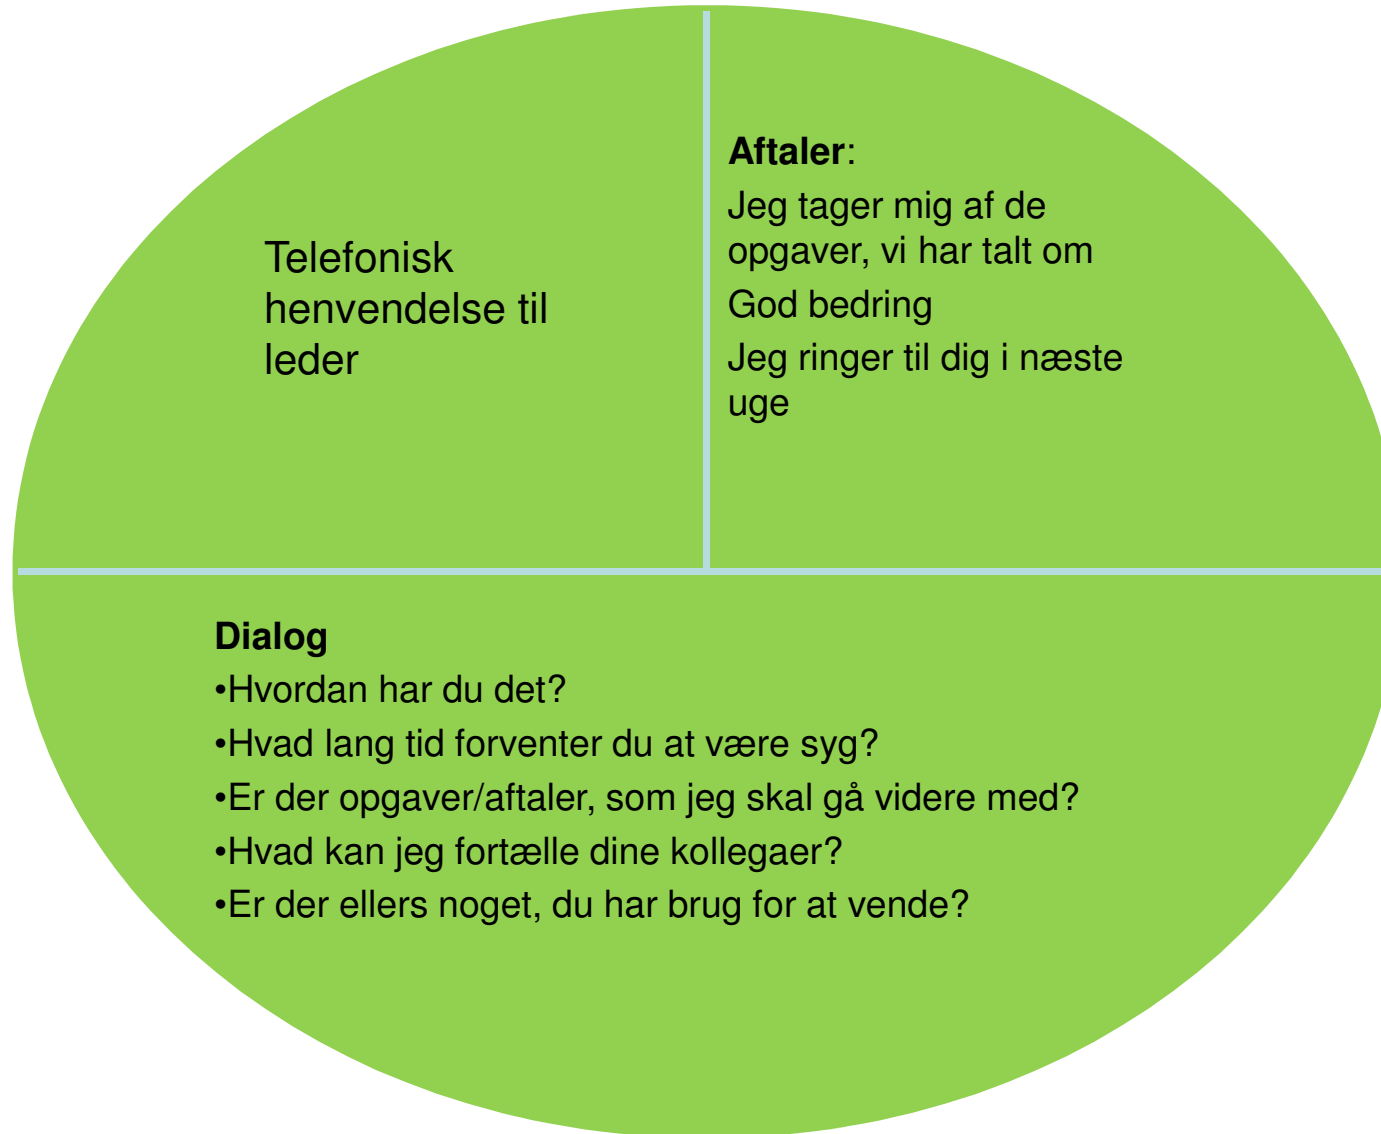 Telefonisk
henvendelse til
leder
Aftaler:
Jeg tager mig af de
opgaver, vi har talt om
God bedring
Jeg ringer til dig i næste
uge
Dialog
•Hvordan har du det?
•Hvad lang tid forventer du at være syg?
•Er der opgaver/aftaler, som jeg skal gå videre med?
•Hvad kan jeg fortælle dine kollegaer?
•Er der ellers noget, du har brug for at vende?